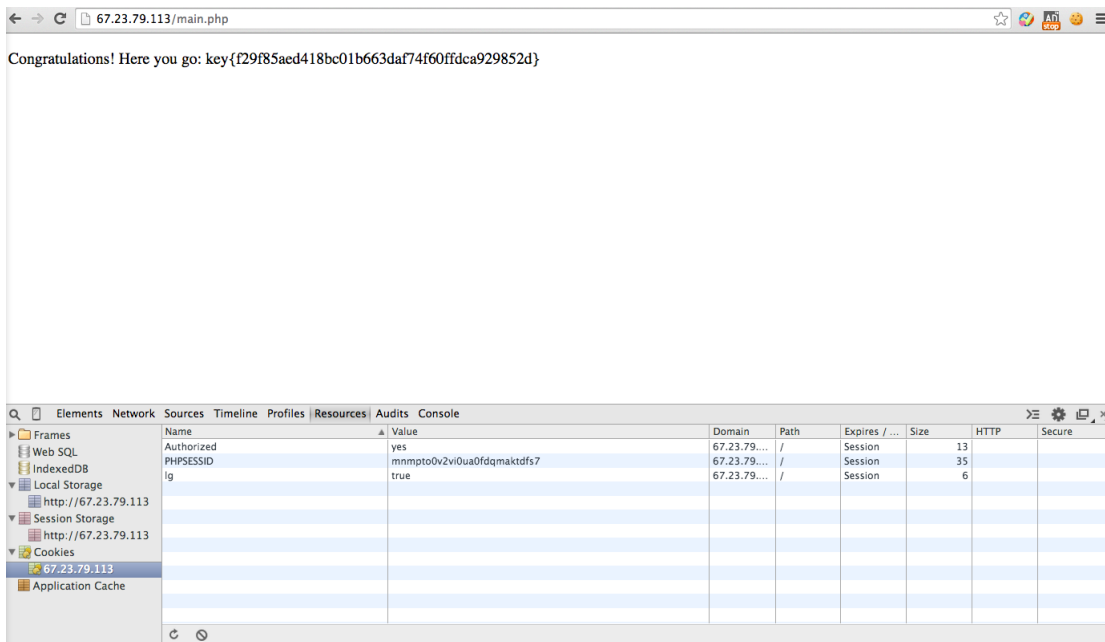 67.23.79.113/main.php
Congratulations! Here you go: key{f29f85aed418bc01b663daf74f60ffdca929852d}
Elements Network Sources Timeline Profiles Resources Audits Console
Frames
Web SQL
IndexedDB
Local Storage
http://67.23.79.113
Session Storage
http://67.23.79.113
Cookies
67.23.79.113
Application Cache
Name Value Domain Path Expires / ... Size HTTP Secure
Authorized yes 67.23.79.... / Session 13
PHPSESSID mnmpto0v2vi0ua0fdqmaktdfs7 67.23.79.... / Session 35
lg true 67.23.79.... / Session 6